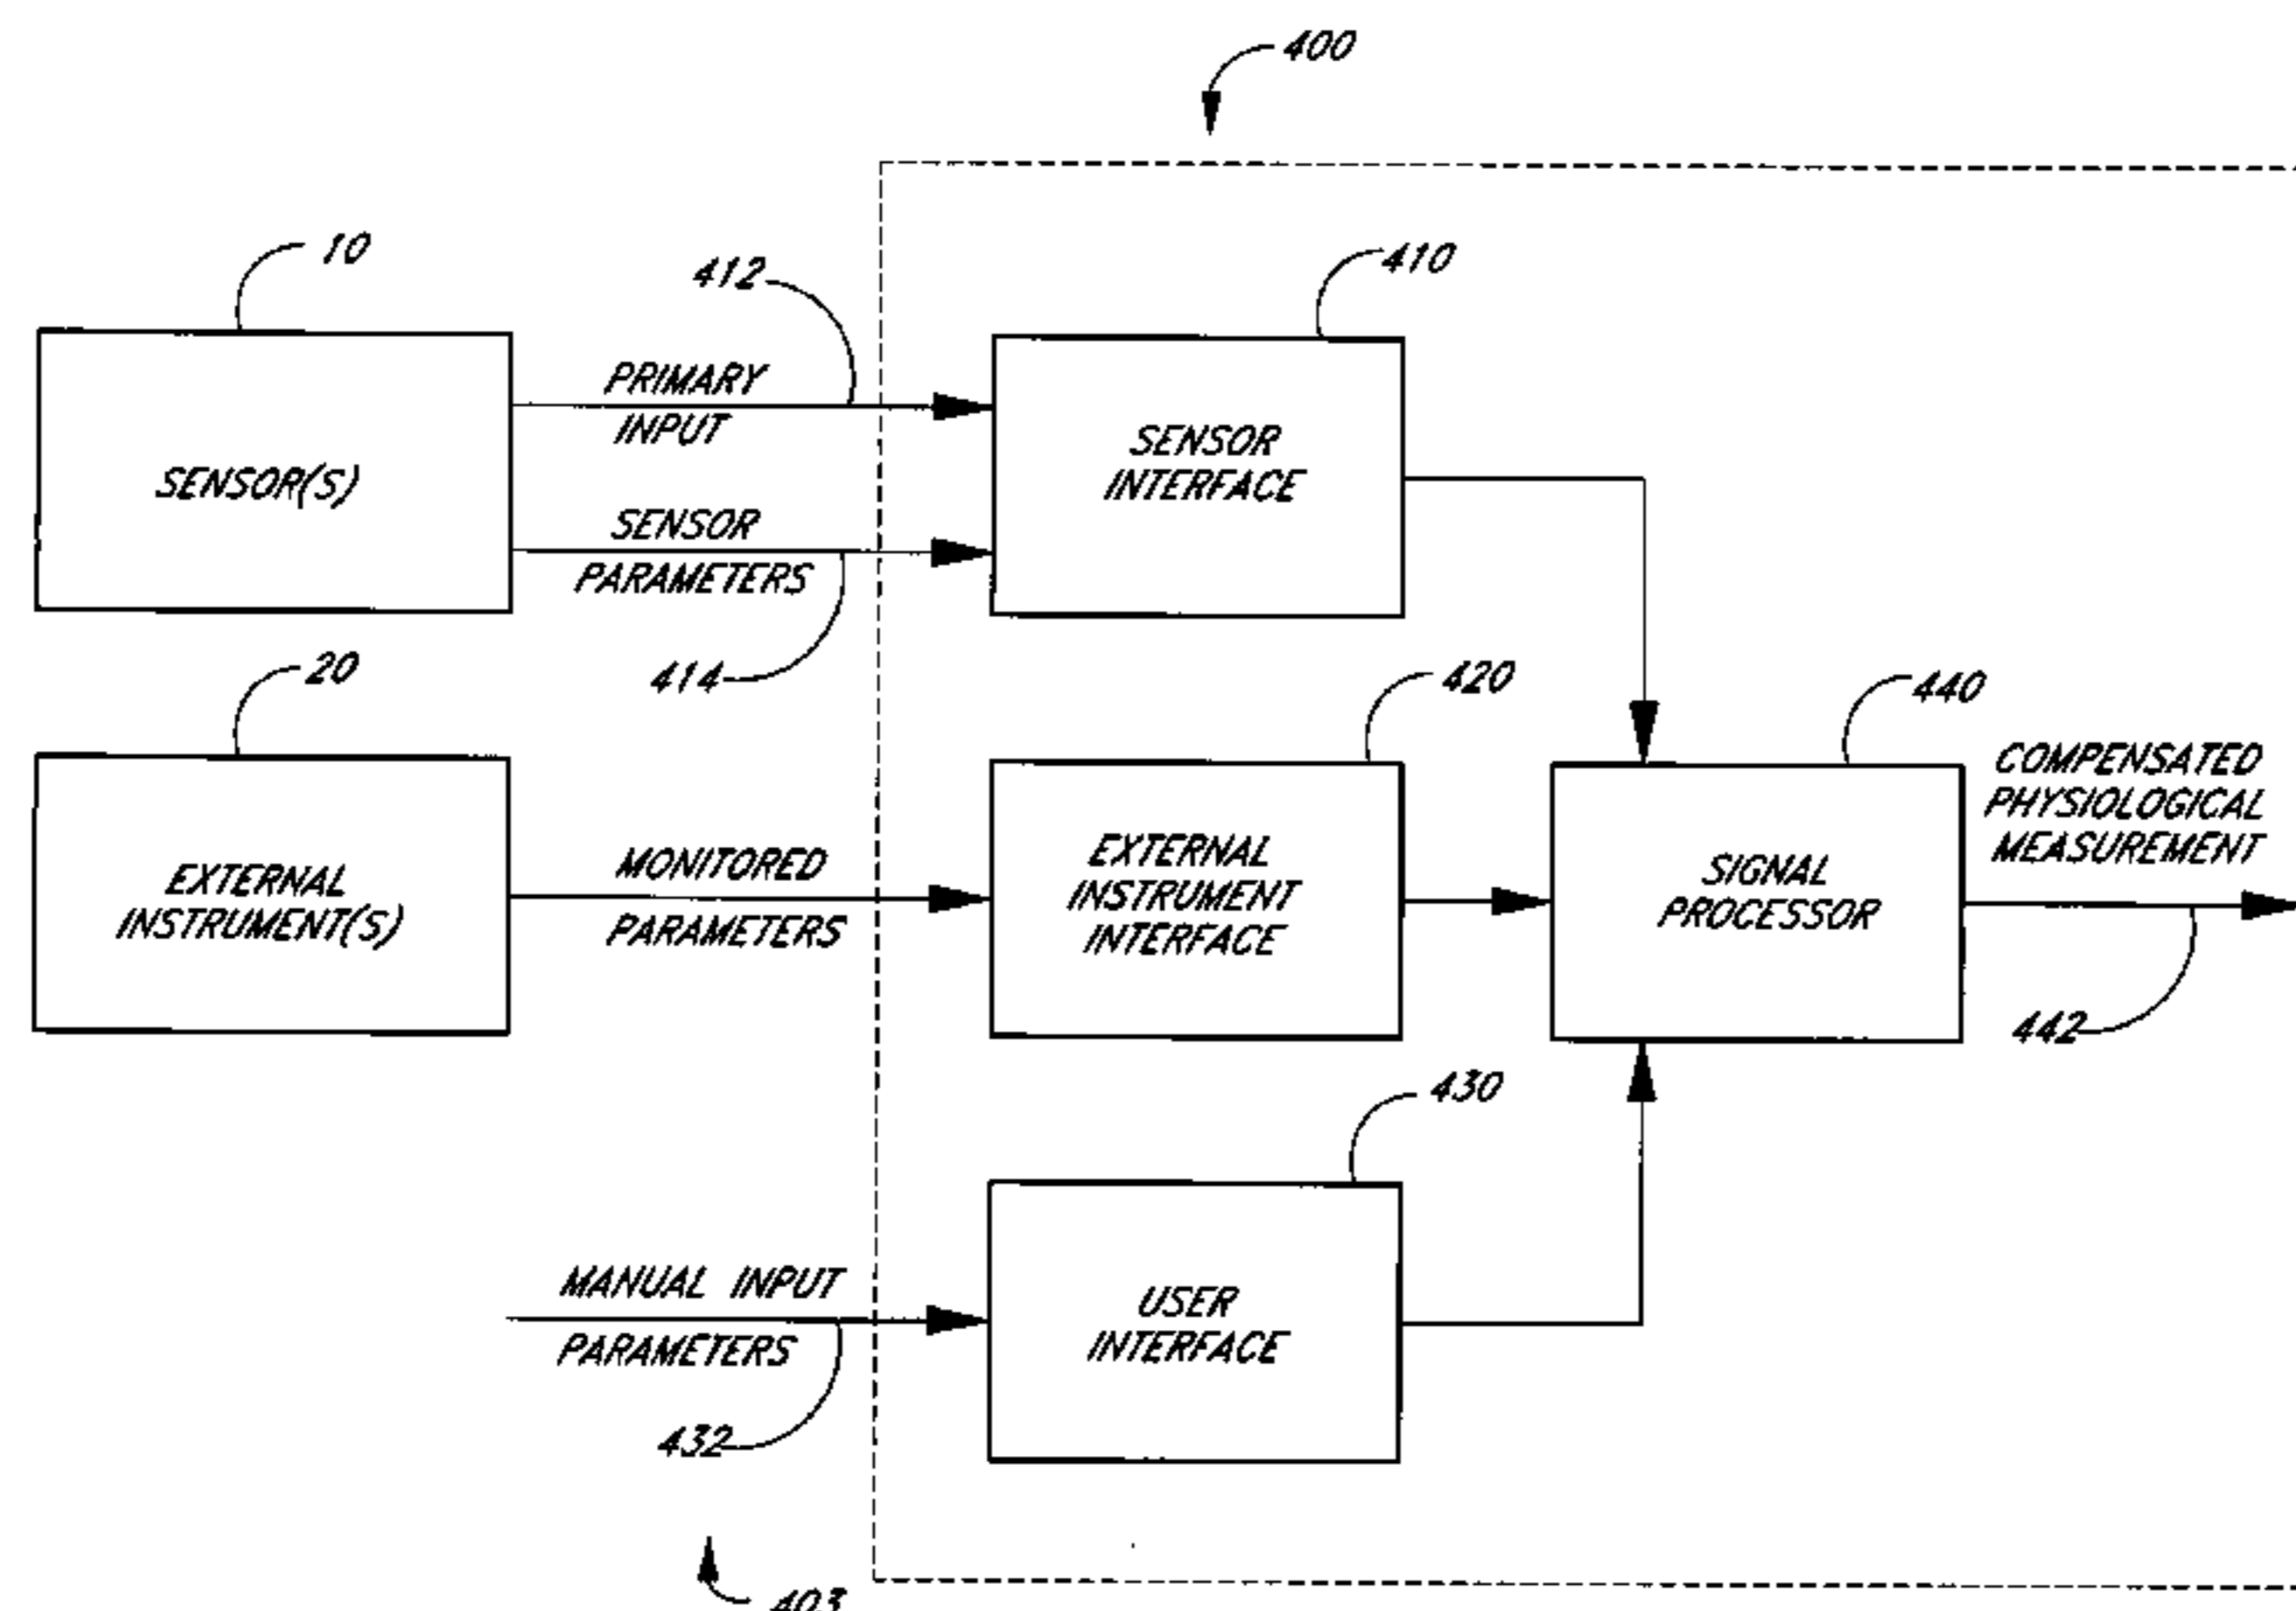 400
10
412
410
PRIMARY
INPUT
SENSOR(S)
SENSOR
INTERFACE
SENSOR
PARAMETERS
414
20
420
440
COMPENSATED
PHYSIOLOGICAL
MEASUREMENT
EXTERNAL
INSTRUMENT(S)
MONITORED
PARAMETERS
EXTERNAL
INSTRUMENT
INTERFACE
SIGNAL
PROCESSOR
442
430
MANUAL INPUT
PARAMETERS
USER
INTERFACE
432
403